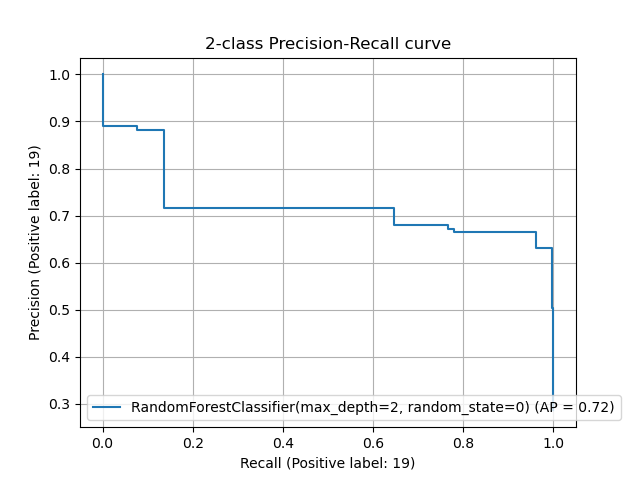 2-class Precision-Recall curve
Precision (Positive label: 19)
1.0
0.9
0.8
0.7
0.6
0.5
0.4
0.3
RandomForestClassifier(max_depth=2, random_state=0) (AP = 0.72)
0.0 0.2 0.4 0.6 0.8 1.0
Recall (Positive label: 19)